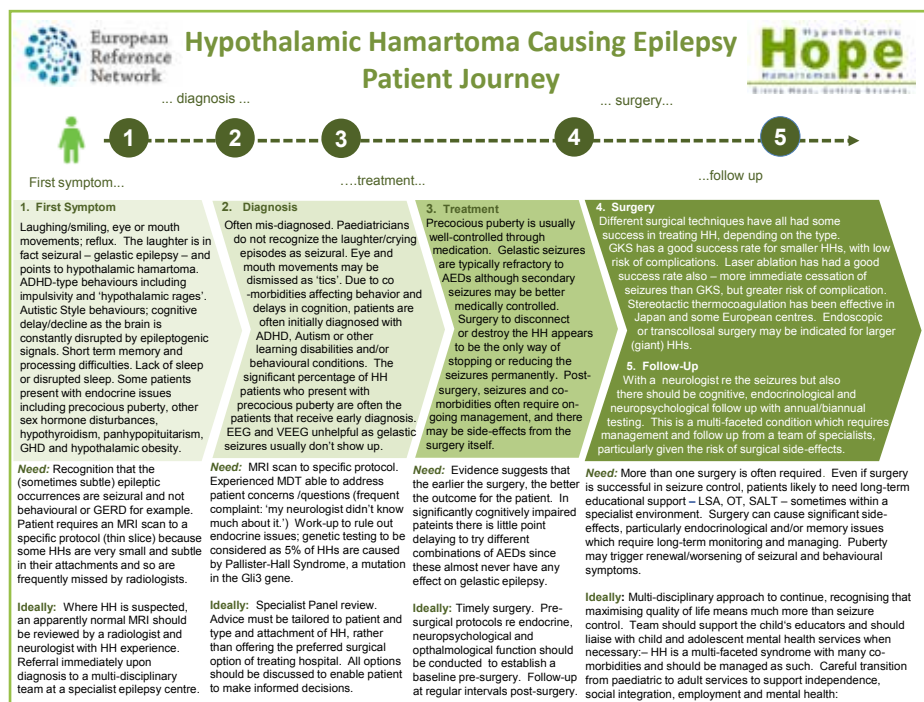 European
Reference
Network
Hypothalamic Hamartoma Causing Epilepsy
Patient Journey
Hypothalamic
Hope
Hamartomas
... diagnosis ...
... surgery...
1
2
3
4
5
First symptom...
….treatment...
...follow up
1. First Symptom
Laughing/smiling, eye or mouth
movements; reflux. The laughter is in
fact seizural – gelastic epilepsy – and
points to hypothalamic hamartoma.
ADHD-type behaviours including
impulsivity and ‘hypothalamic rages’.
Autistic Style behaviours; cognitive
delay/decline as the brain is
constantly disrupted by epileptogenic
signals. Short term memory and
processing difficulties. Lack of sleep
or disrupted sleep. Some patients
present with endocrine issues
including precocious puberty, other
sex hormone disturbances,
hypothyroidism, panhypopituitarism,
GHD and hypothalamic obesity.
Need: Recognition that the
(sometimes subtle) epileptic
occurrences are seizural and not
behavioural or GERD for example.
Patient requires an MRI scan to a
specific protocol (thin slice) because
some HHs are very small and subtle
in their attachments and so are
frequently missed by radiologists.
Ideally: Where HH is suspected,
an apparently normal MRI should
be reviewed by a radiologist and
neurologist with HH experience.
Referral immediately upon
diagnosis to a multi-disciplinary
team at a specialist epilepsy centre.
2. Diagnosis
Often mis-diagnosed. Paediatricians
do not recognize the laughter/crying
episodes as seizural. Eye and
mouth movements may be
dismissed as ‘tics’. Due to co
-morbidities affecting behavior and
delays in cognition, patients are
often initially diagnosed with
ADHD, Autism or other
learning disabilities and/or
behavioural conditions. The
significant percentage of HH
patients who present with
precocious puberty are often the
patients that receive early diagnosis.
EEG and VEEG unhelpful as gelastic
seizures usually don’t show up.
Need: MRI scan to specific protocol.
Experienced MDT able to address
patient concerns /questions (frequent
complaint: ‘my neurologist didn’t know
much about it.’) Work-up to rule out
endocrine issues; genetic testing to be
considered as 5% of HHs are caused
by Pallister-Hall Syndrome, a mutation
in the Gli3 gene.
Ideally: Specialist Panel review.
Advice must be tailored to patient and
type and attachment of HH, rather
than offering the preferred surgical
option of treating hospital. All options
should be discussed to enable patient
to make informed decisions.
3. Treatment
Precocious puberty is usually
well-controlled through
medication. Gelastic seizures
are typically refractory to
AEDs although secondary
seizures may be better
medically controlled.
Surgery to disconnect
or destroy the HH appears
to be the only way of
stopping or reducing the
seizures permanently. Post-
surgery, seizures and co-
morbidities often require on-
going management, and there
may be side-effects from the
surgery itself.
Need: Evidence suggests that
the earlier the surgery, the better
the outcome for the patient. In
significantly cognitively impaired
pateints there is little point
delaying to try different
combinations of AEDs since
these almost never have any
effect on gelastic epilepsy.
Ideally: Timely surgery. Pre-
surgical protocols re endocrine,
neuropsychological and
opthalmological function should
be conducted to establish a
baseline pre-surgery. Follow-up
at regular intervals post-surgery.
4. Surgery
Different surgical techniques have all had some
success in treating HH, depending on the type.
GKS has a good success rate for smaller HHs, with low
risk of complications. Laser ablation has had a good
success rate also – more immediate cessation of
seizures than GKS, but greater risk of complication.
Stereotactic thermocoagulation has been effective in
Japan and some European centres. Endoscopic
or transcollosal surgery may be indicated for larger
(giant) HHs.
5. Follow-Up
With a neurologist re the seizures but also
there should be cognitive, endocrinological and
neuropsychological follow up with annual/biannual
testing. This is a multi-faceted condition which requires
management and follow up from a team of specialists,
particularly given the risk of surgical side-effects.
Need: More than one surgery is often required. Even if surgery
is successful in seizure control, patients likely to need long-term
educational support – LSA, OT, SALT – sometimes within a
specialist environment. Surgery can cause significant side-
effects, particularly endocrinological and/or memory issues
which require long-term monitoring and managing. Puberty
may trigger renewal/worsening of seizural and behavioural
symptoms.
Ideally: Multi-disciplinary approach to continue, recognising that
maximising quality of life means much more than seizure
control. Team should support the child's educators and should
liaise with child and adolescent mental health services when
necessary:– HH is a multi-faceted syndrome with many co-
morbidities and should be managed as such. Careful transition
from paediatric to adult services to support independence,
social integration, employment and mental health: